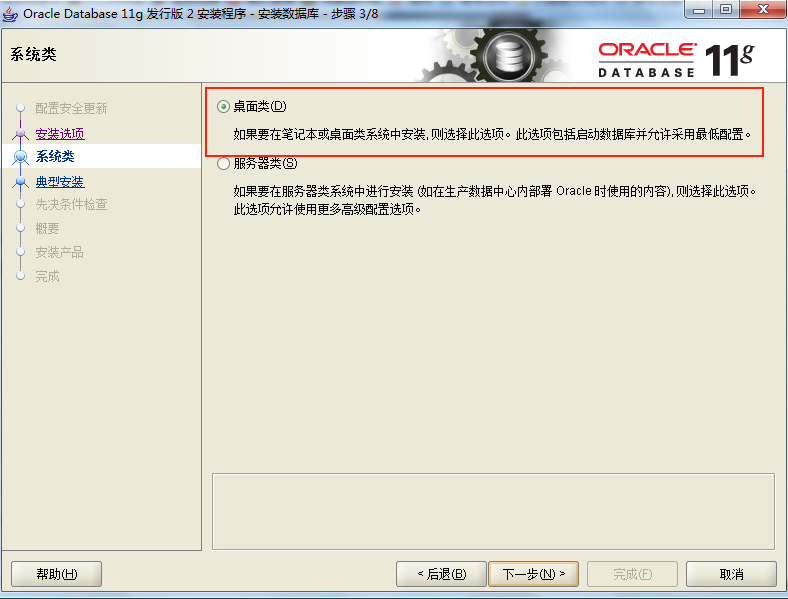 Oracle Database 11g 发行版 2 安装程序 - 安装数据库 - 步骤 3/8
系统类
ORACLE
DATABASE
11g
配置安全更新
安装选项
系统类
典型安装
先决条件检查
概要
安装产品
完成
桌面类(D)
如果要在笔记本或桌面类系统中安装,则选择此选项。此选项包括启动数据库并允许采用最低配置。
服务器类(S)
如果要在服务器类系统中进行安装 (如在生产数据中心内部署 Oracle 时使用的内容),则选择此选项。
此选项允许使用更多高级配置选项。
帮助(H)
< 后退(B)
下一步(N) >
完成(F)
取消